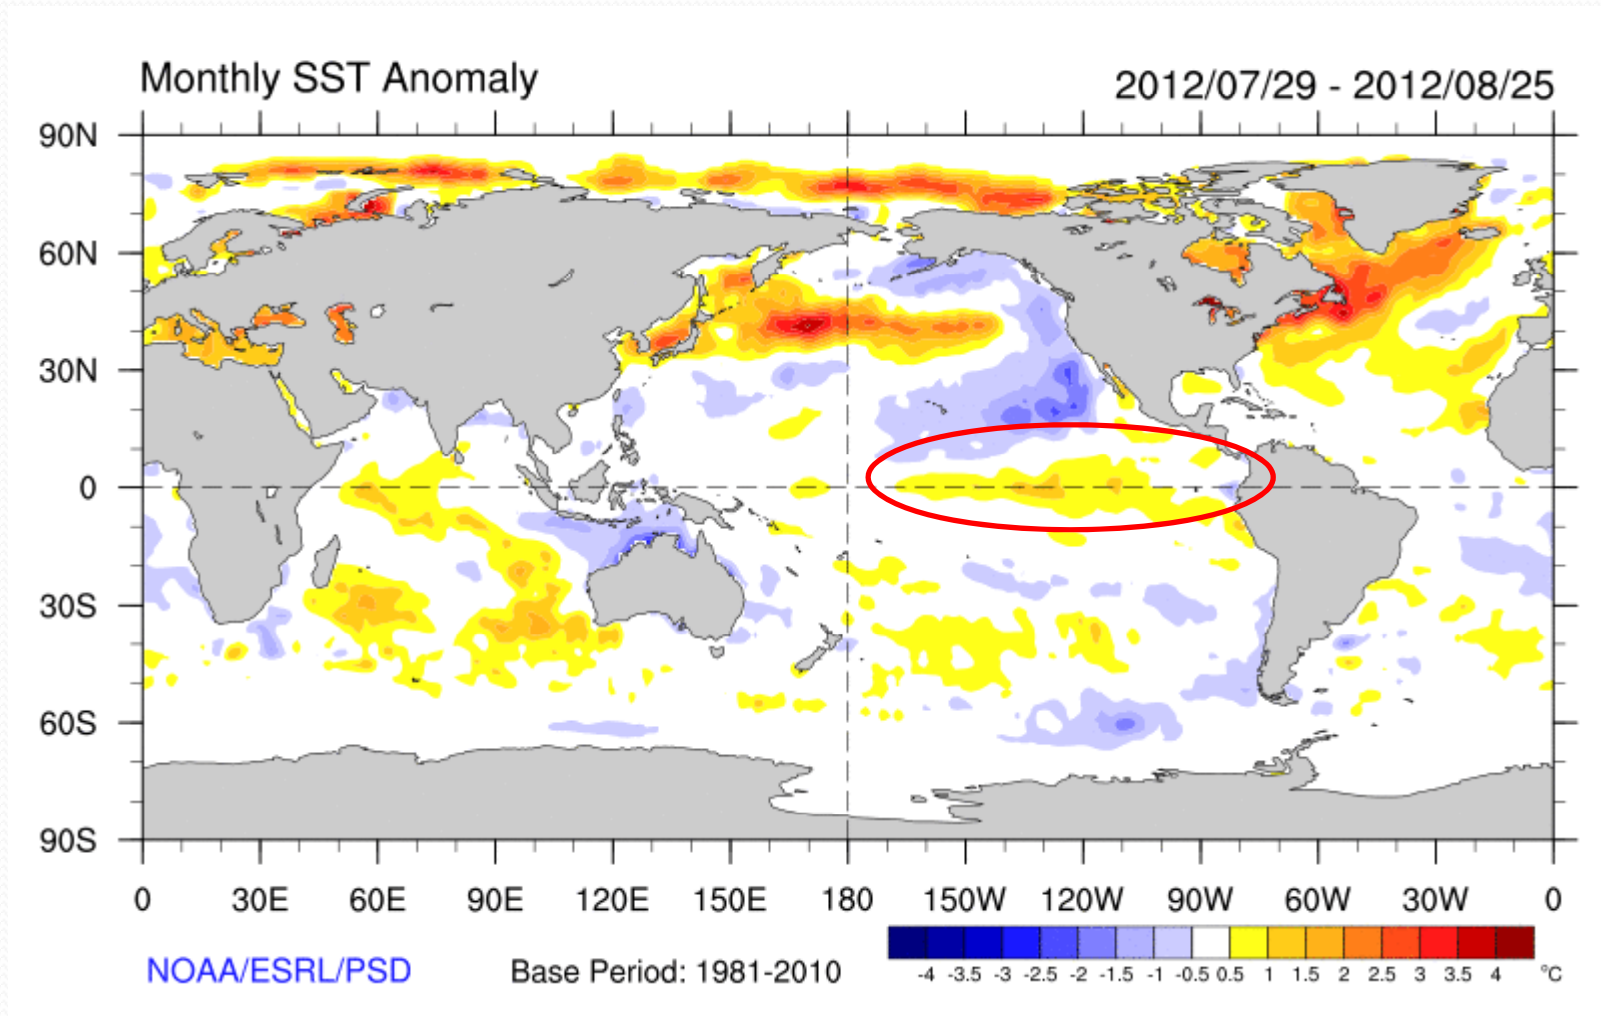 Monthly SST Anomaly 2012/07/29 - 2012/08/25
90N
60N
30N
0
30S
60S
90S
0 30E 60E 90E 120E 150E 180 150W 120W 90W 60W 30W 0
-4 -3.5 -3 -2.5 -2 -1.5 -1 -0.5 0.5 1 1.5 2 2.5 3 3.5 4 °C
NOAA/ESRL/PSD Base Period: 1981-2010